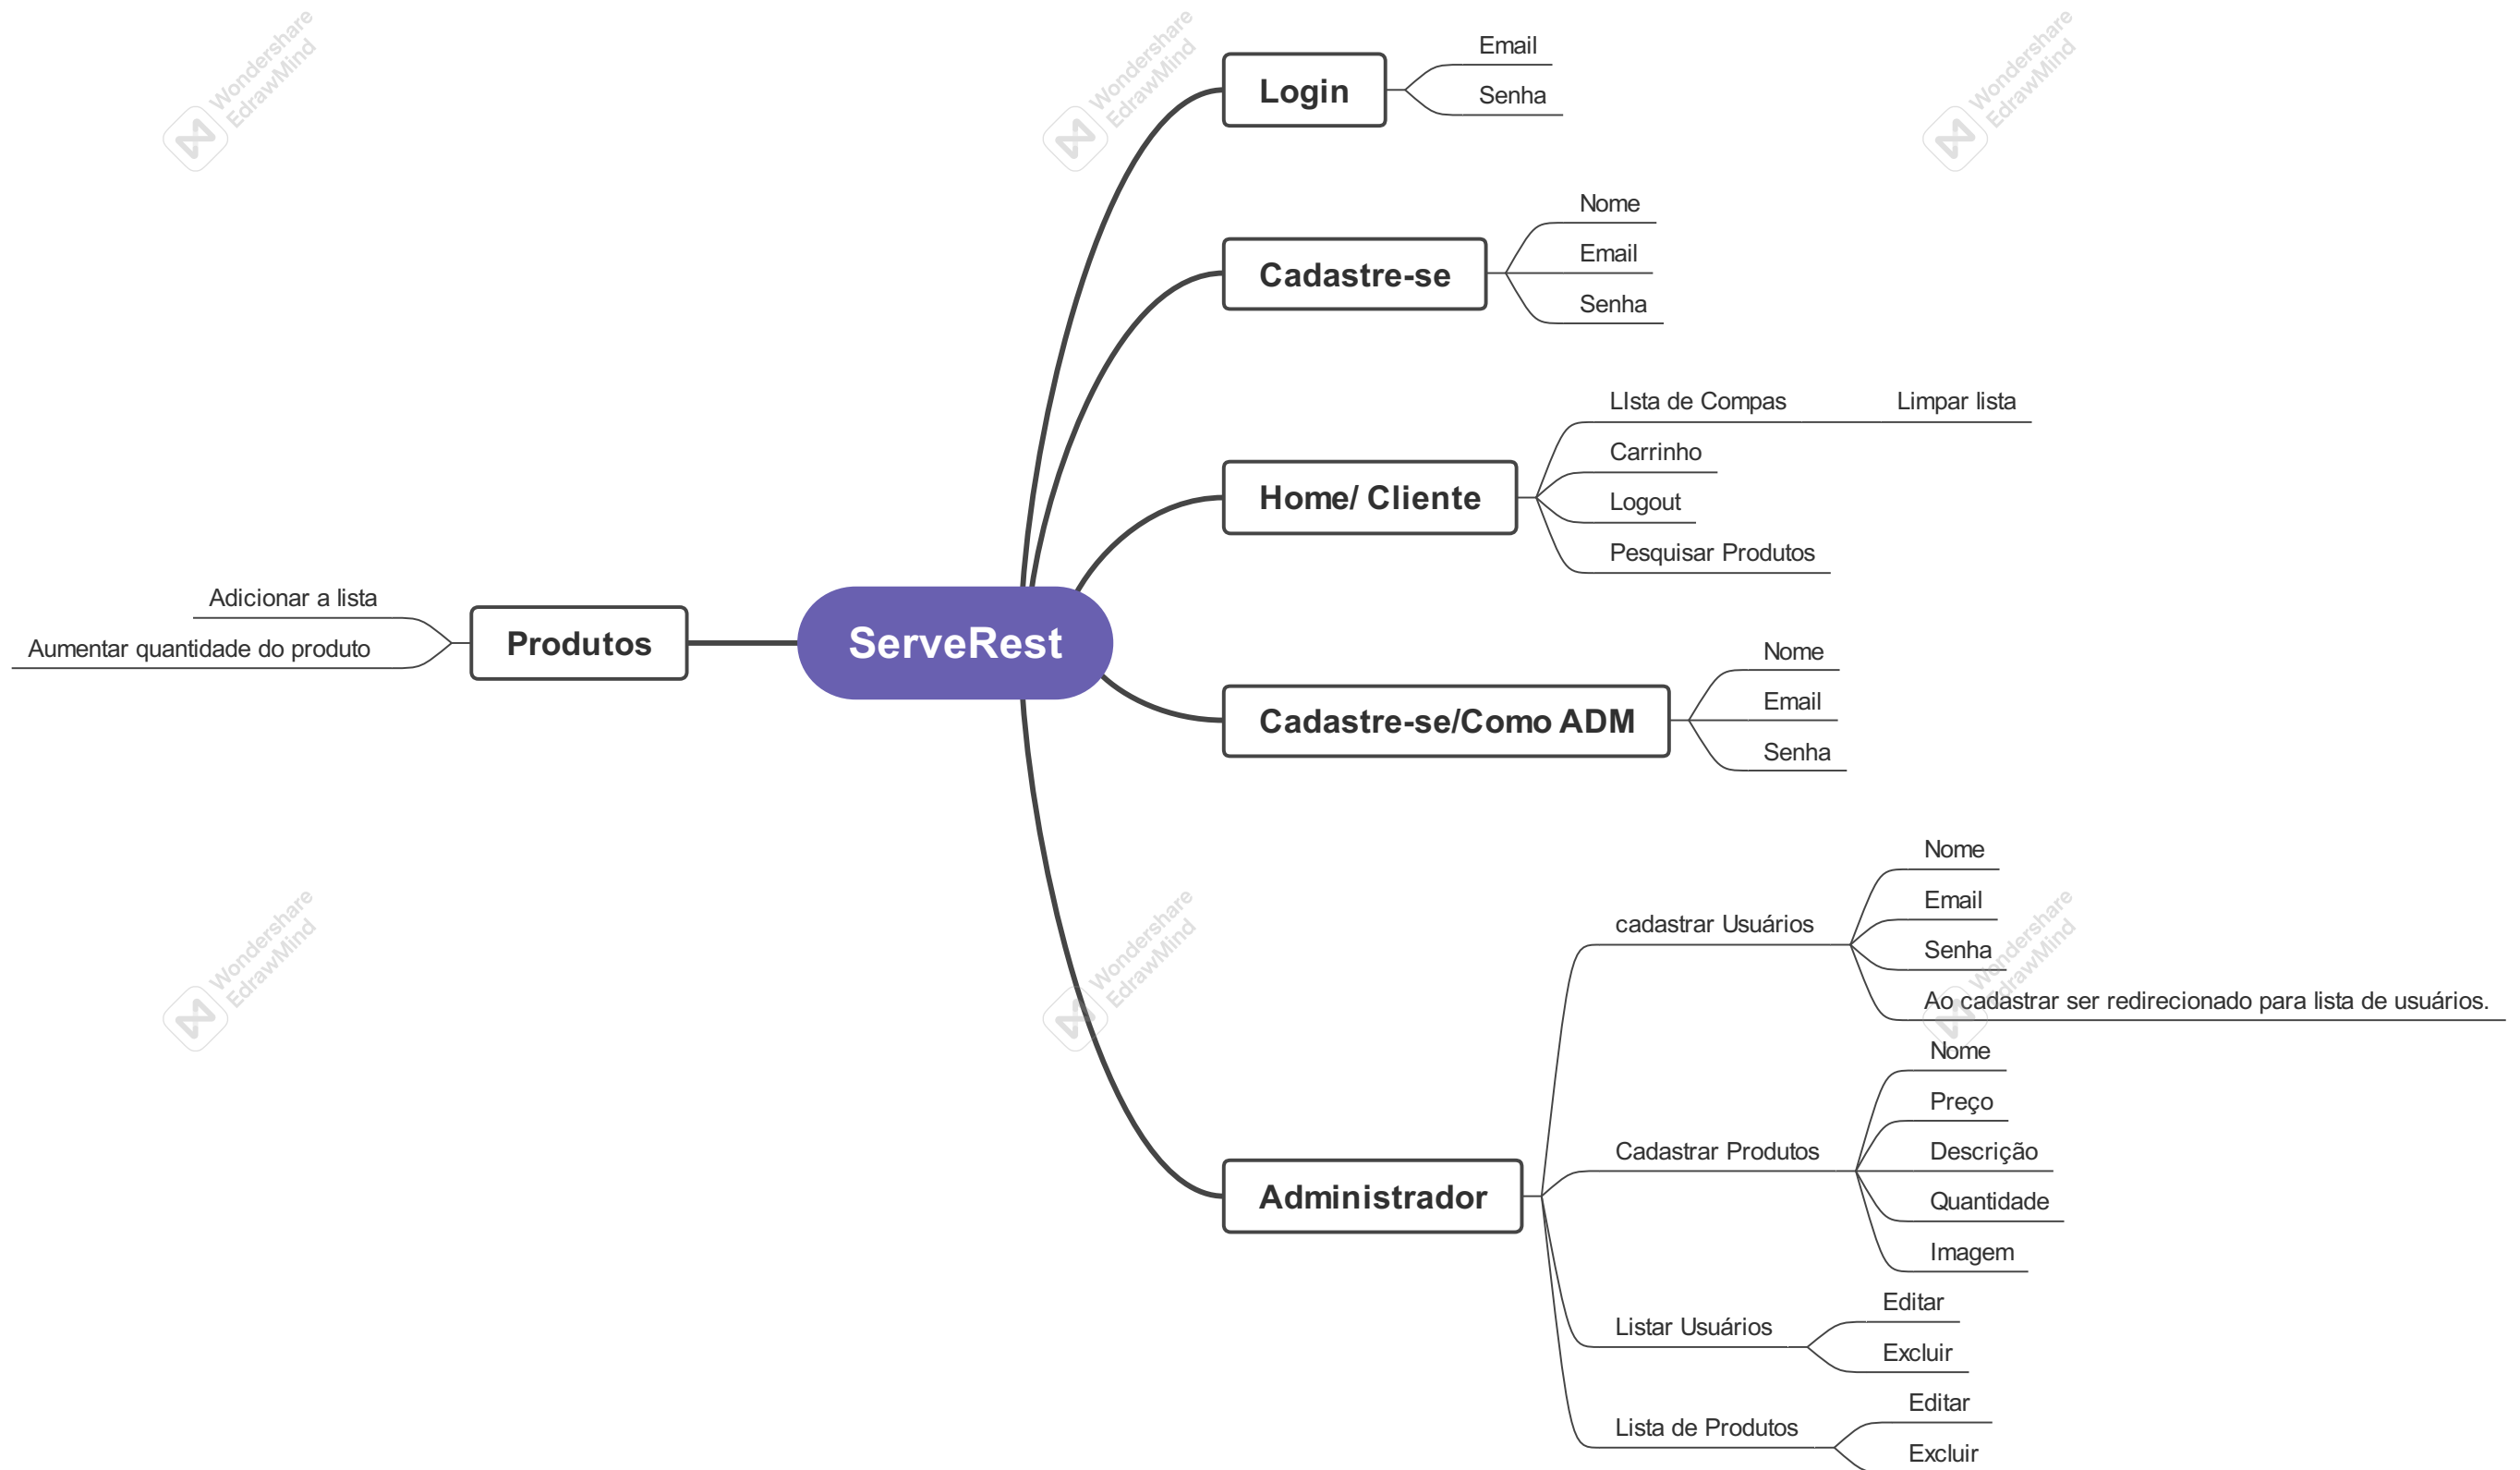 Login
Email
Senha
Cadastre-se
Nome
Email
Senha
Home/ Cliente
LIsta de Compas
Limpar lista
Carrinho
Logout
Pesquisar Produtos
ServeRest
Produtos
Adicionar a lista
Aumentar quantidade do produto
Cadastre-se/Como ADM
Nome
Email
Senha
Administrador
cadastrar Usuários
Nome
Email
Senha
Ao cadastrar ser redirecionado para lista de usuários.
Cadastrar Produtos
Nome
Preço
Descrição
Quantidade
Imagem
Listar Usuários
Editar
Excluir
Lista de Produtos
Editar
Excluir
Wondershare
EdrawMind
Wondershare
EdrawMind
Wondershare
EdrawMind
Wondershare
EdrawMind
Wondershare
EdrawMind
Wondershare
EdrawMind